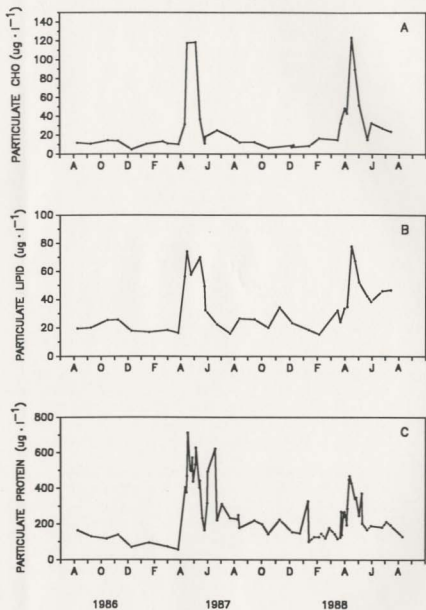 PARTICULATE CHO (ug·l⁻¹)
140
120
100
80
60
40
20
0
A
A O D F A J A O D F A J A
PARTICULATE LIPID (ug·l⁻¹)
100
80
60
40
20
0
B
A O D F A J A O D F A J A
PARTICULATE PROTEIN (ug·l⁻¹)
800
600
400
200
0
C
A O D F A J A O D F A J A
1986 1987 1988